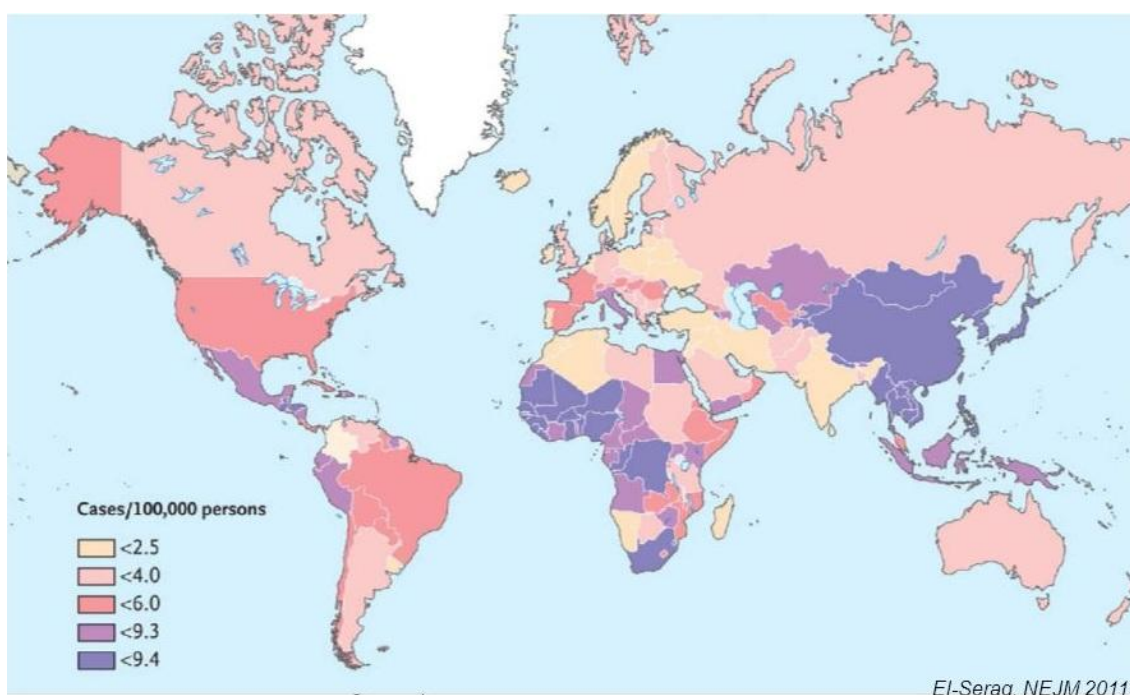 Cases/100,000 persons
<2.5
<4.0
<6.0
<9.3
<9.4
El-Serag, NEJM 2011